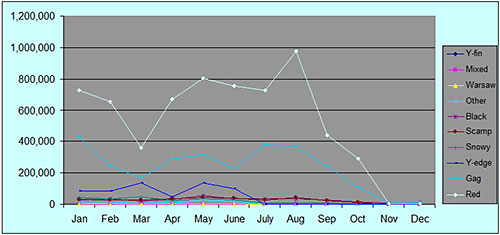 1,200,000
1,000,000
800,000
600,000
400,000
200,000
0
Jan Feb Mar Apr May June July Aug Sep Oct Nov Dec
Y-fin
Mixed
Warsaw
Other
Black
Scamp
Snowy
Y-edge
Gag
Red